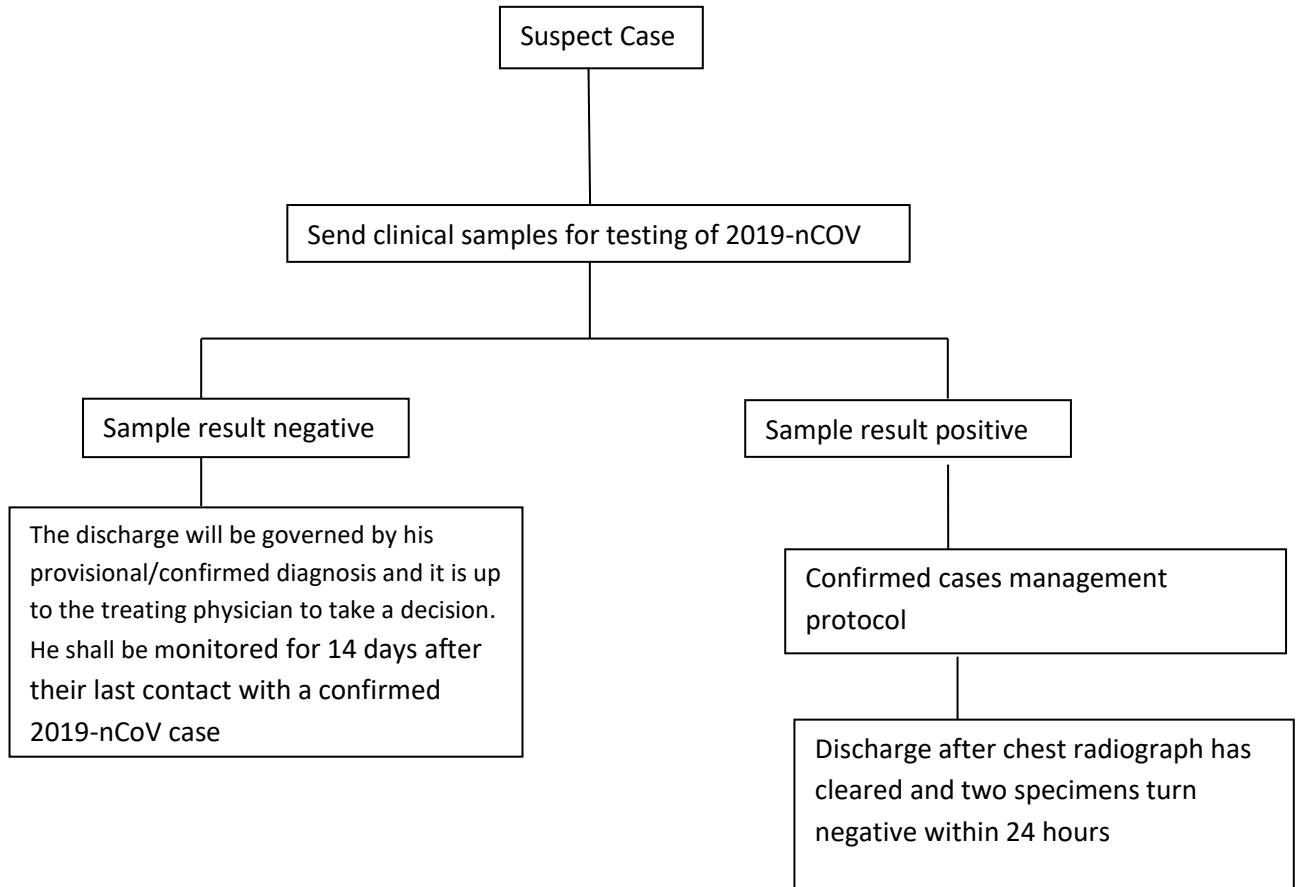 Suspect Case
Send clinical samples for testing of 2019-nCOV
Sample result negative
Sample result positive
The discharge will be governed by his
provisional/confirmed diagnosis and it is up
to the treating physician to take a decision.
He shall be monitored for 14 days after
their last contact with a confirmed
2019-nCoV case
Confirmed cases management
protocol
Discharge after chest radiograph has
cleared and two specimens turn
negative within 24 hours